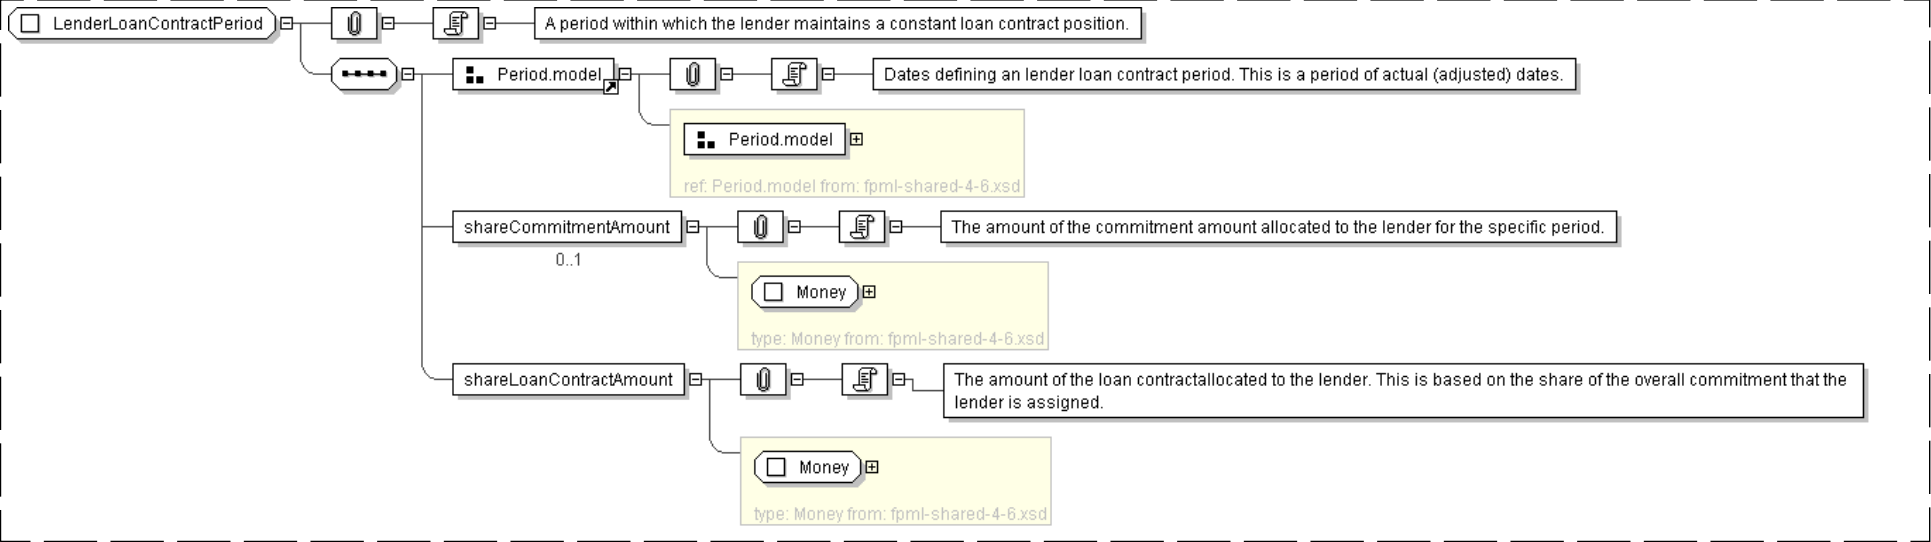 LenderLoanContractPeriod
A period within which the lender maintains a constant loan contract position.
Period.model
Dates defining an lender loan contract period. This is a period of actual (adjusted) dates.
Period.model
ref: Period.model from: fpml-shared-4-6.xsd
shareCommitmentAmount
The amount of the commitment amount allocated to the lender for the specific period.
0..1
Money
type: Money from: fpml-shared-4-6.xsd
shareLoanContractAmount
The amount of the loan contractallocated to the lender. This is based on the share of the overall commitment that the
lender is assigned.
Money
type: Money from: fpml-shared-4-6.xsd